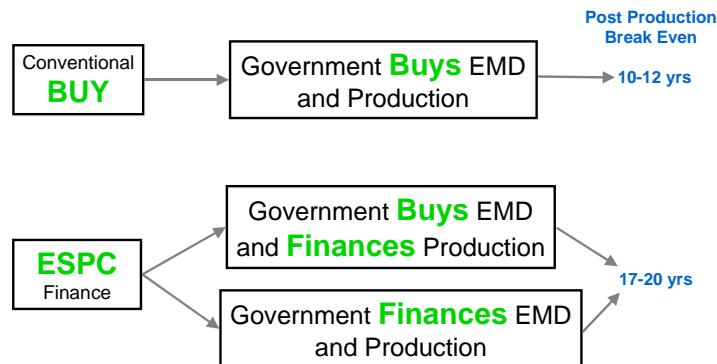 Post Production
Break Even
Conventional
BUY
Government Buys EMD
and Production
10-12 yrs
ESPC
Finance
Government Buys EMD
and Finances Production
17-20 yrs
Government Finances EMD
and Production